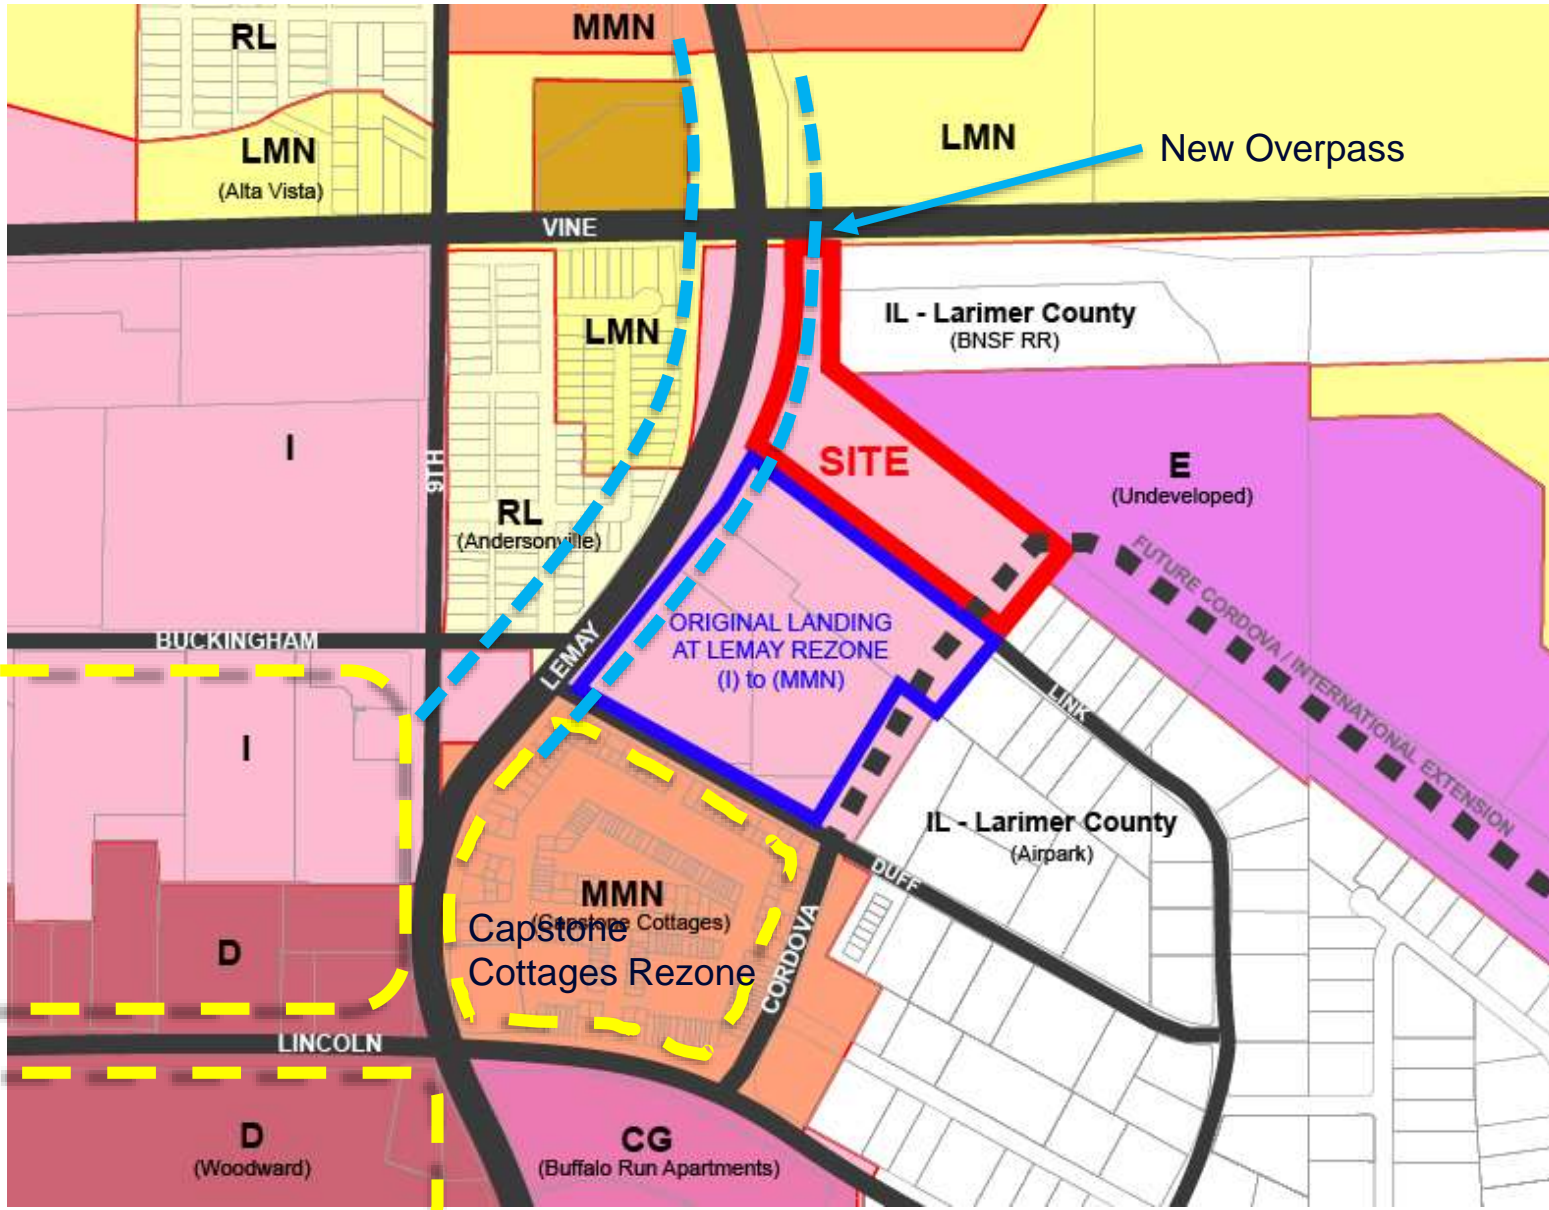 RL
MMN
LMN
(Alta Vista)
LMN
New Overpass
VINE
LMN
IL - Larimer County
(BNSF RR)
I
9TH
SITE
E
(Undeveloped)
RL
(Andersonville)
FUTURE CORDOVA / INTERNATIONAL EXTENSION
BUCKINGHAM
LEMAY
ORIGINAL LANDING
AT LEMAY REZONE
(I) to (MMN)
LINK
I
IL - Larimer County
(Airpark)
DUFF
MMN
(Capstone Cottages)
Capstone
Cottages Rezone
CORDOVA
D
LINCOLN
D
(Woodward)
CG
(Buffalo Run Apartments)